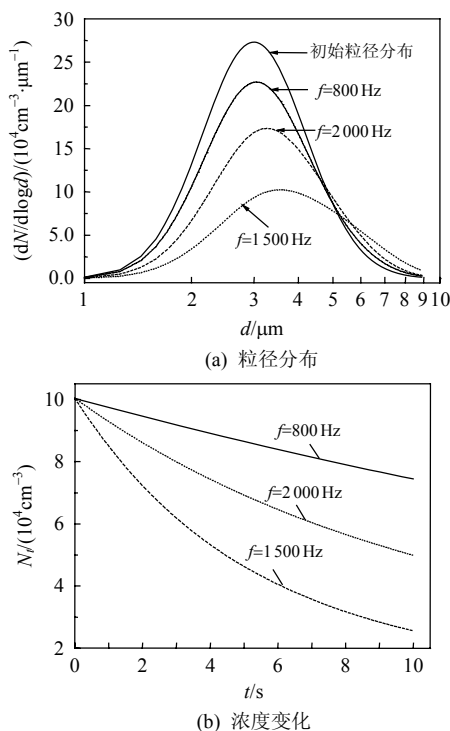 (dN/dlogd)/(10⁴cm⁻³·μm⁻¹)
30
25
20
15
10
5.0
0.0
初始粒径分布
f=800 Hz
f=2 000 Hz
f=1 500 Hz
1 2 3 4 5 6 7 8 9 10
d/μm
(a) 粒径分布
Nₜ/(10⁴cm⁻³)
10
8
6
4
2
f=800 Hz
f=2 000 Hz
f=1 500 Hz
0 2 4 6 8 10
t/s
(b) 浓度变化